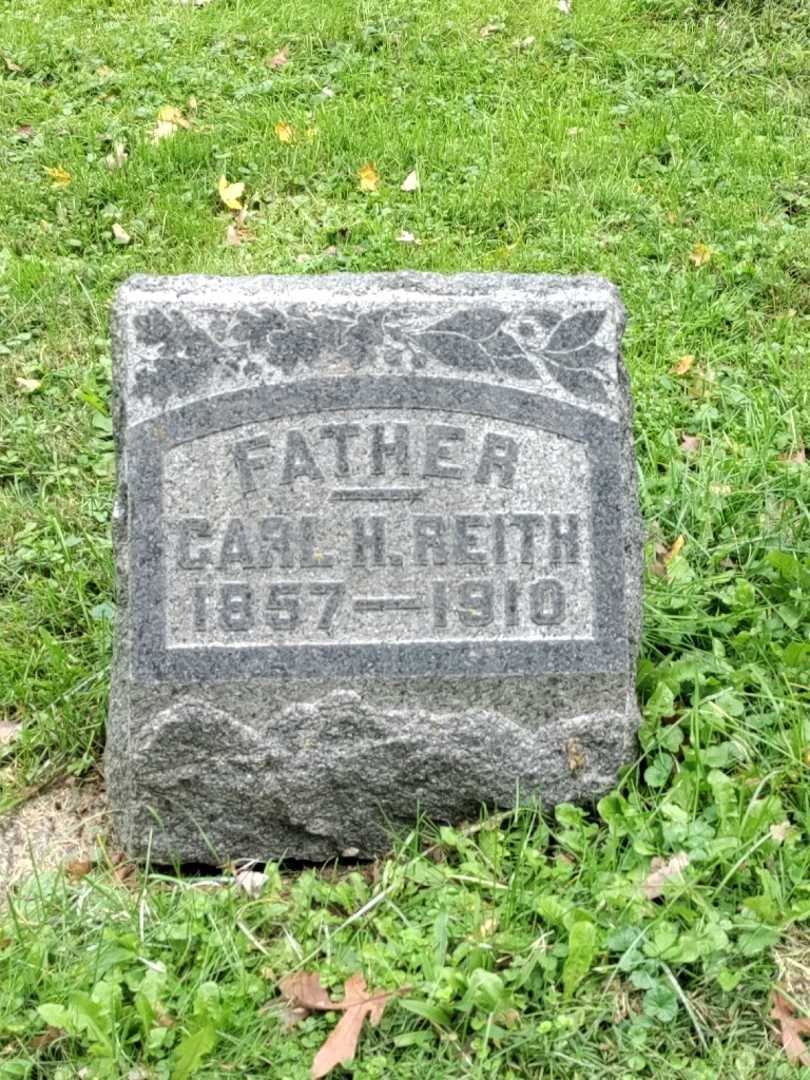 FATHER
CARL H. REITH
1857—1910